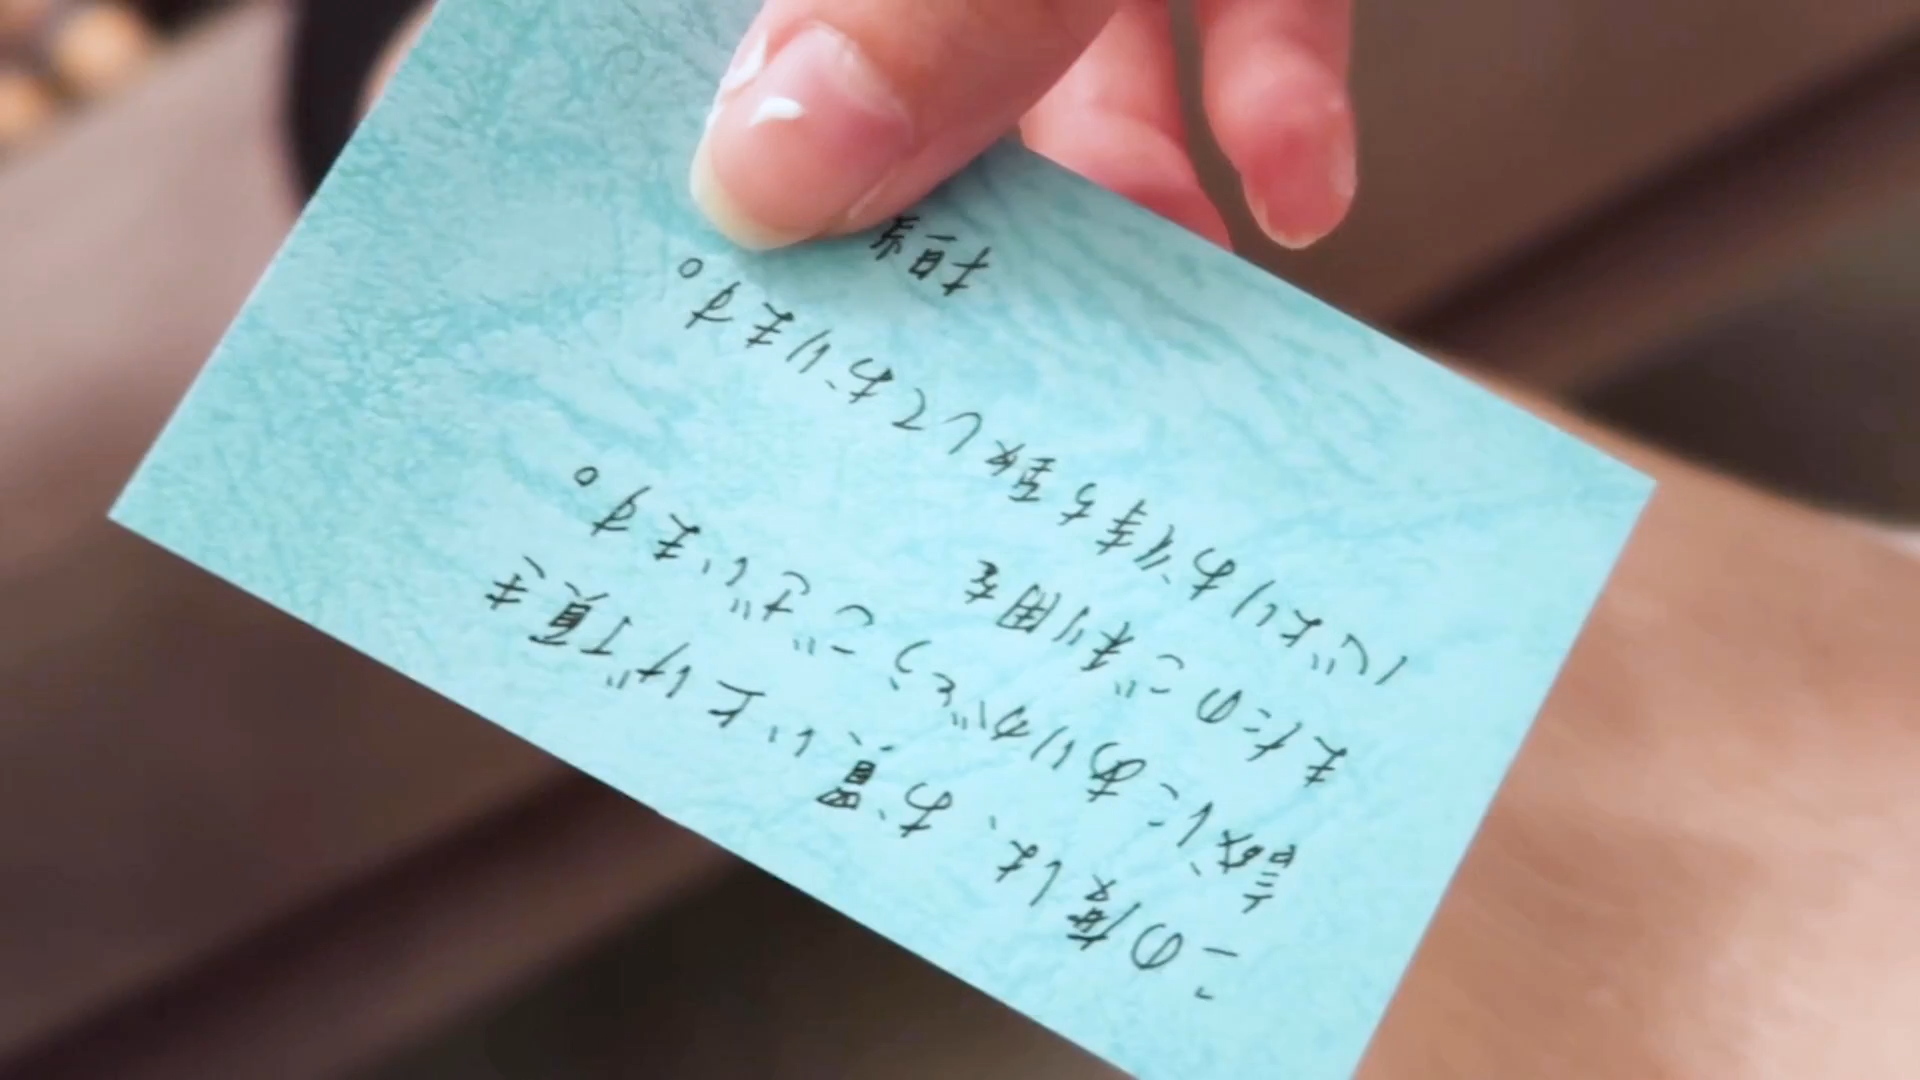 この度は、お買い上げ頂き
誠にありがとうございます。
またのご利用を
心よりお待ち致しております。